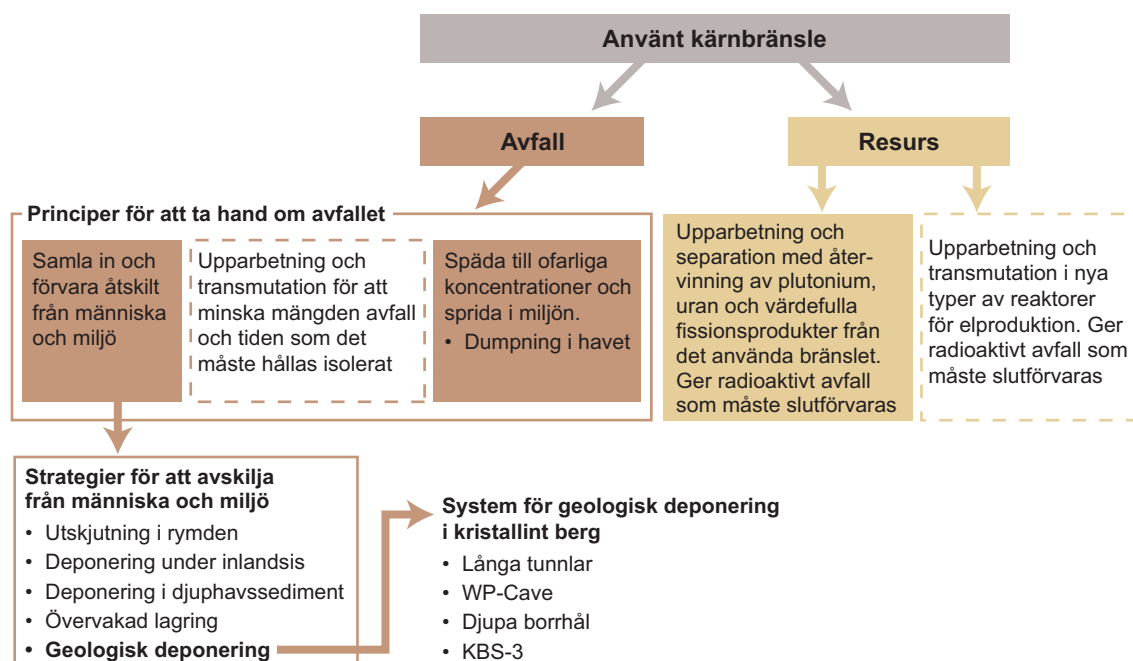 Använt kärnbränsle
Avfall
Resurs
Principer för att ta hand om avfallet
Samla in och
förvara åtskilt
från människa
och miljö
Upparbetning och
transmutation för att
minska mängden avfall
och tiden som det
måste hållas isolerat
Späda till ofarliga
koncentrationer och
sprida i miljön.
• Dumpning i havet
Upparbetning och
separation med åter-
vinning av plutonium,
uran och värdefulla
fissionsprodukter från
det använda bränslet.
Ger radioaktivt avfall
som måste slutförvaras
Upparbetning och
transmutation i nya
typer av reaktorer
för elproduktion. Ger
radioaktivt avfall som
måste slutförvaras
Strategier för att avskilja
från människa och miljö
• Utskjutning i rymden
• Deponering under inlandsis
• Deponering i djuphavssediment
• Övervakad lagring
• Geologisk deponering
System för geologisk deponering
i kristallint berg
• Långa tunnlar
• WP-Cave
• Djupa borrhål
• KBS-3